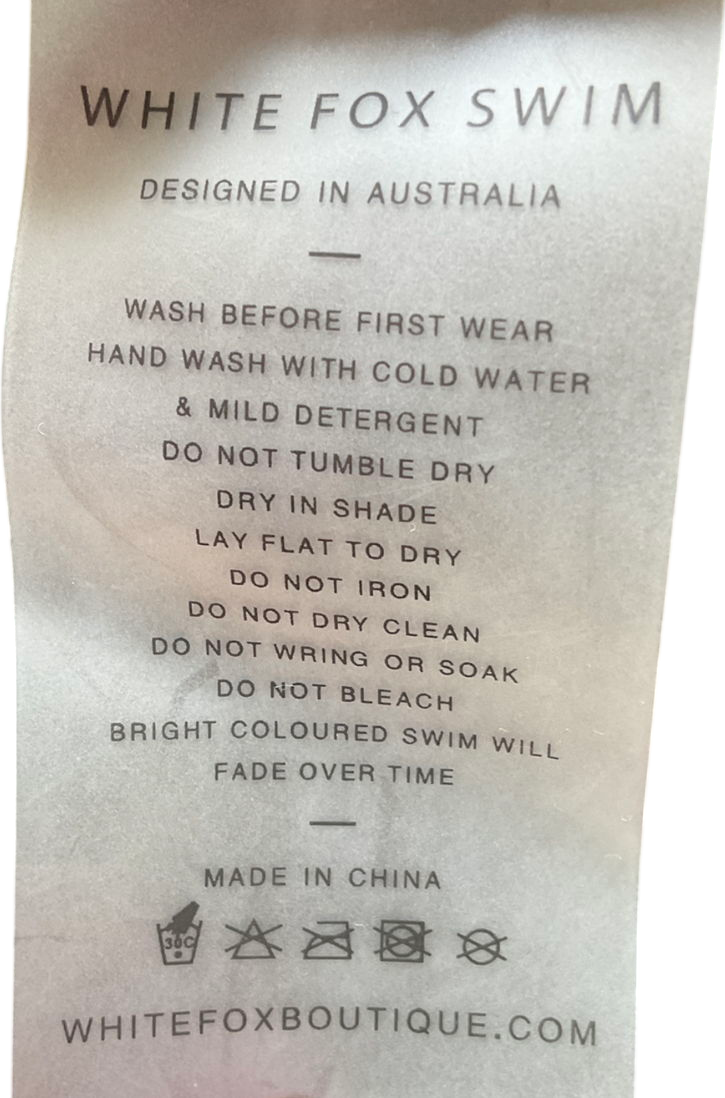 WHITE FOX SWIM
DESIGNED IN AUSTRALIA
WASH BEFORE FIRST WEAR
HAND WASH WITH COLD WATER
& MILD DETERGENT
DO NOT TUMBLE DRY
DRY IN SHADE
LAY FLAT TO DRY
DO NOT IRON
DO NOT DRY CLEAN
DO NOT WRING OR SOAK
DO NOT BLEACH
BRIGHT COLOURED SWIM WILL
FADE OVER TIME
MADE IN CHINA
30C
WHITEFOXBOUTIQUE.COM